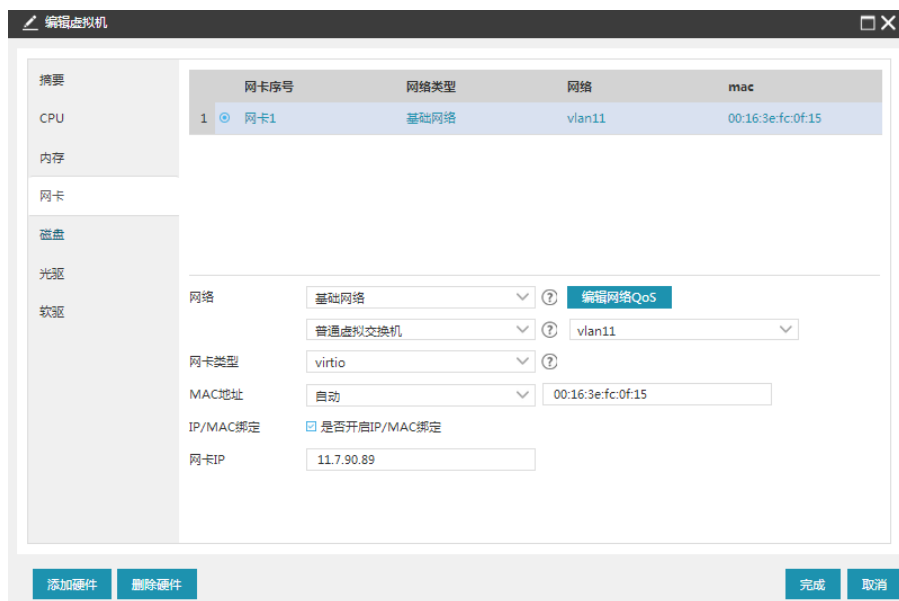 编辑虚拟机
摘要
CPU
内存
网卡
磁盘
光驱
软驱
网卡序号 网络类型 网络 mac
1 网卡1 基础网络 vlan11 00:16:3e:fc:0f:15
网络 基础网络 ? 编辑网络QoS
普通虚拟交换机 ? vlan11
网卡类型 virtio ?
MAC地址 自动 00:16:3e:fc:0f:15
IP/MAC绑定 是否开启IP/MAC绑定
网卡IP 11.7.90.89
添加硬件 删除硬件 完成 取消